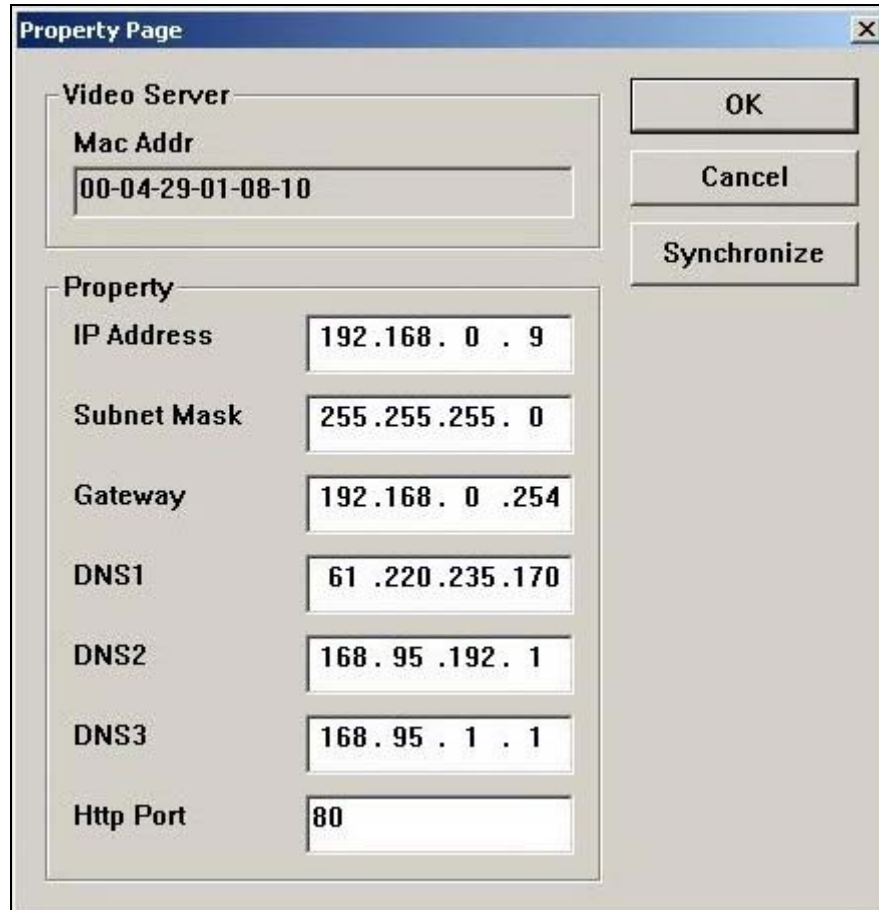 Property Page
Video Server
Mac Addr
00-04-29-01-08-10
OK
Cancel
Synchronize
Property
IP Address 192.168. 0 . 9
Subnet Mask 255.255.255. 0
Gateway 192.168. 0 .254
DNS1 61 .220.235.170
DNS2 168. 95 .192. 1
DNS3 168. 95 . 1 . 1
Http Port 80